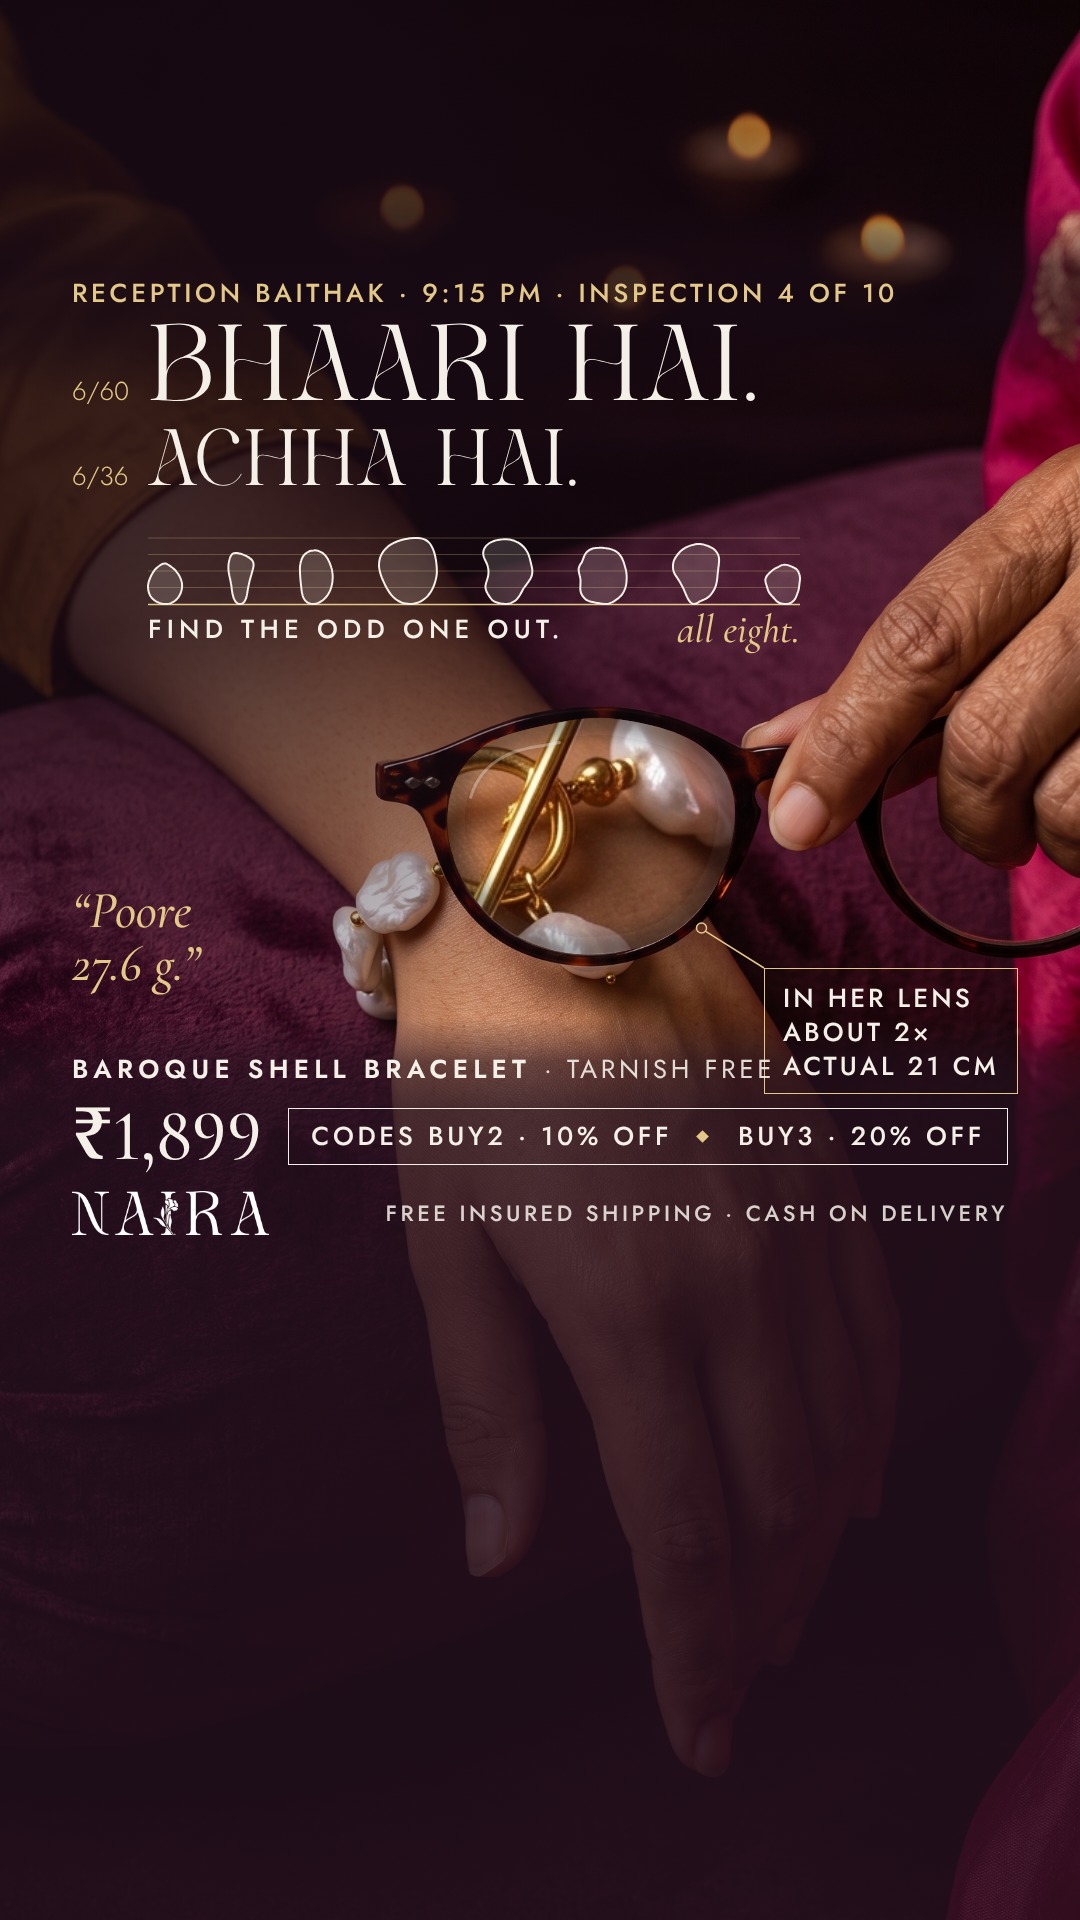 RECEPTION BAITHAK · 9:15 PM · INSPECTION 4 OF 10
6/60 BHAARI HAI.
6/36 ACHHA HAI.
FIND THE ODD ONE OUT. all eight.
“Poore
27.6 g.”
IN HER LENS
ABOUT 2×
ACTUAL 21 CM
BAROQUE SHELL BRACELET · TARNISH FREE
₹1,899 CODES BUY2 · 10% OFF ◆ BUY3 · 20% OFF
NAIRA FREE INSURED SHIPPING · CASH ON DELIVERY